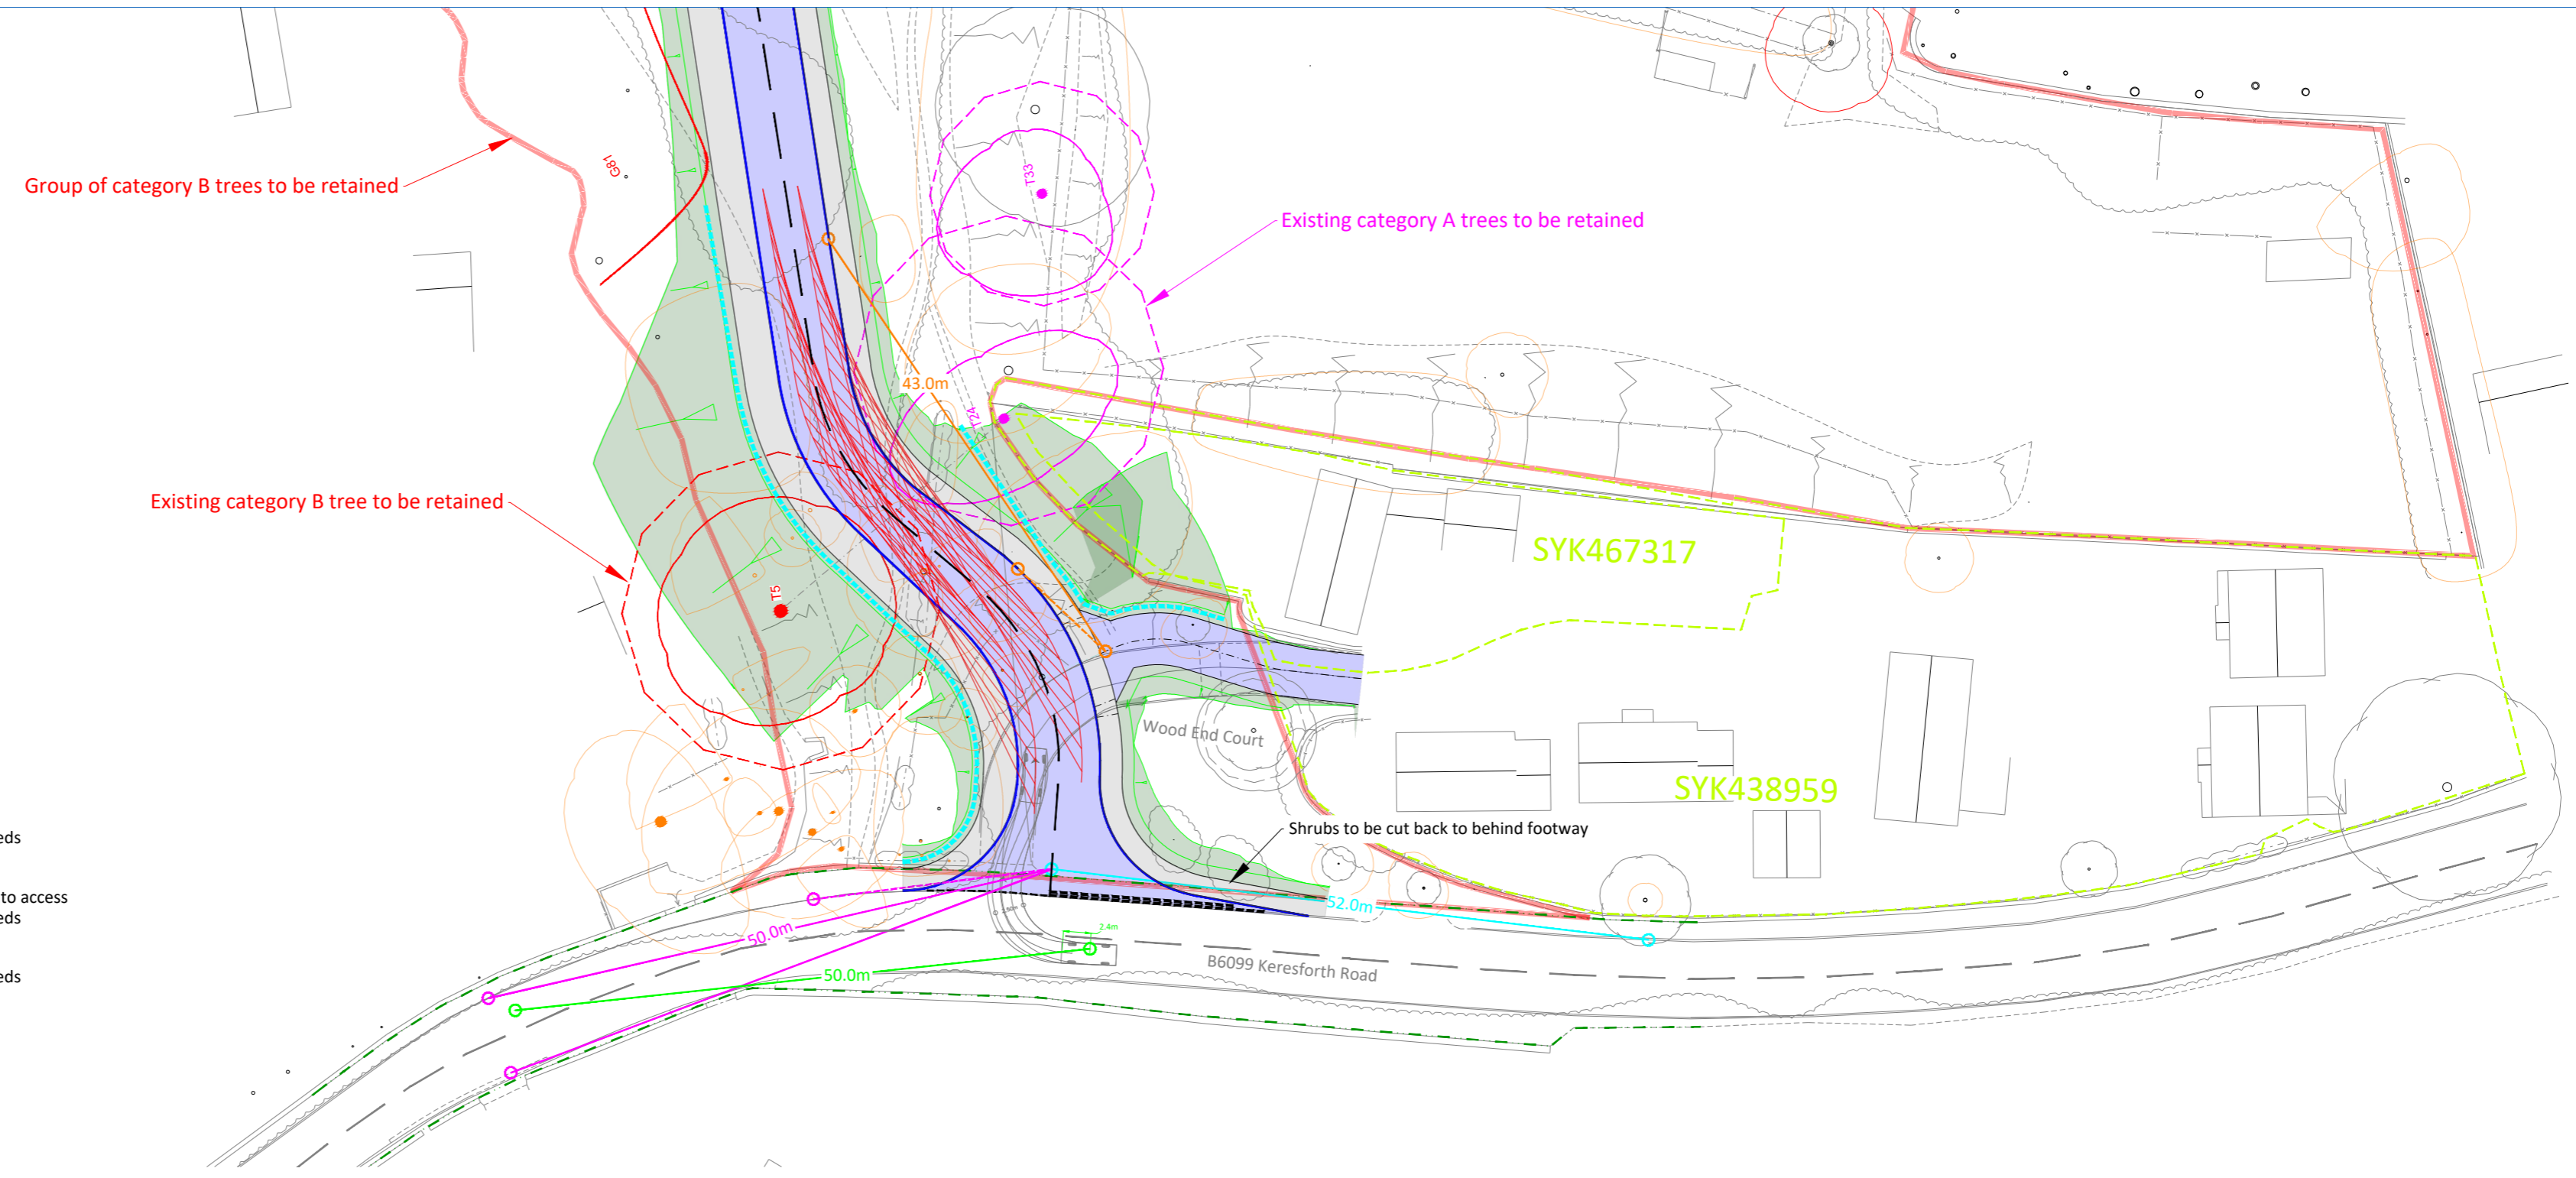 Group of category B trees to be retained
G81
T33
Existing category A trees to be retained
43.0m
T24
Existing category B tree to be retained
SYK467317
T5
Wood End Court
SYK438959
Shrubs to be cut back to behind footway
eds
to access
eds
eds
52.0m
50.0m
2.4m
50.0m
B6099 Keresforth Road